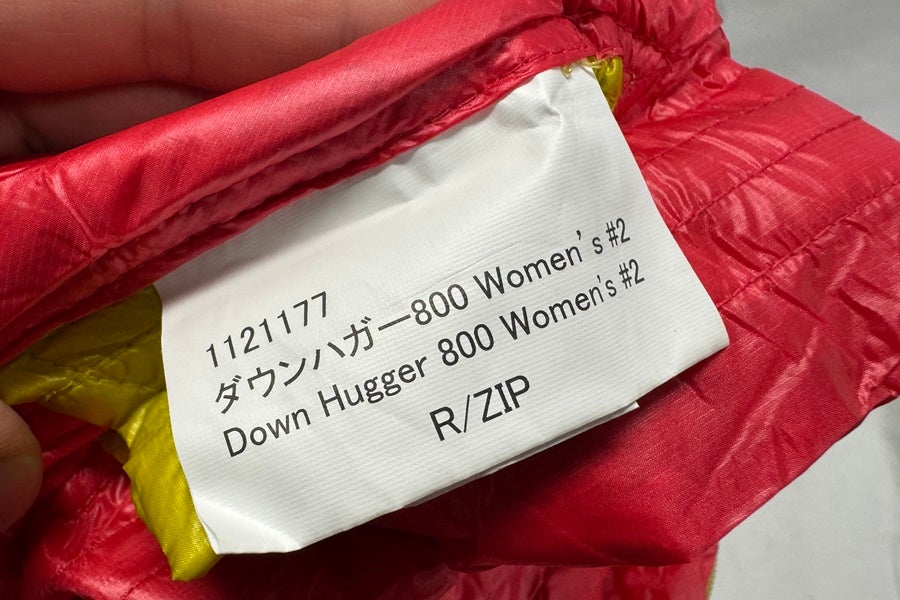 1121177
ダウンハガー800 Women's #2
Down Hugger 800 Women's #2
R/ZIP